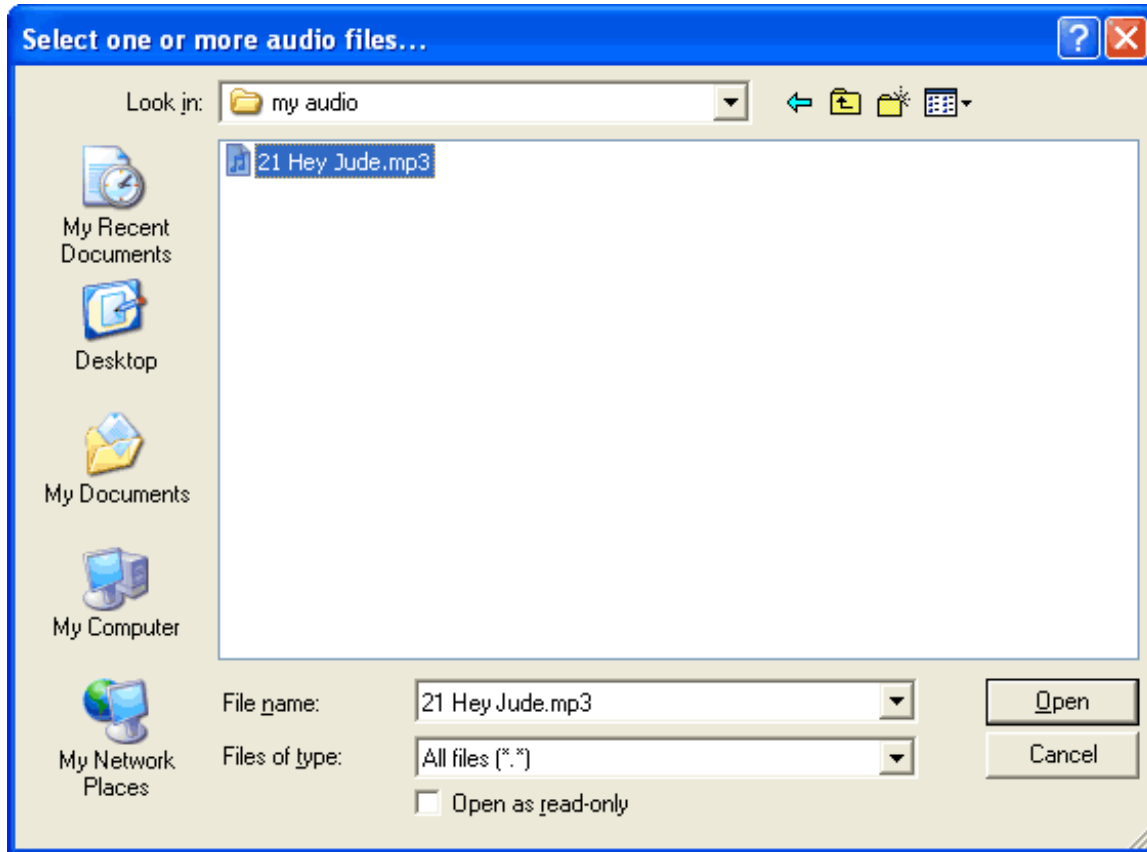 Select one or more audio files...
Look in:
my audio
21 Hey Jude.mp3
My Recent
Documents
Desktop
My Documents
My Computer
My Network
Places
File name:
21 Hey Jude.mp3
Open
Files of type:
All files (*.*)
Cancel
Open as read-only